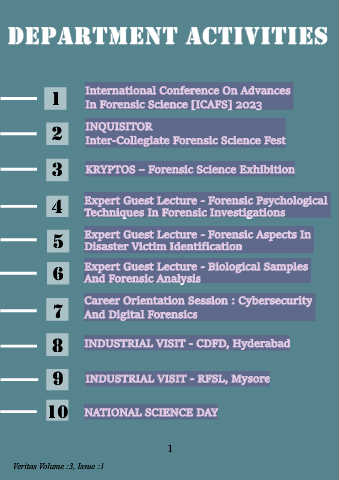 DEPARTMENT ACTIVITIES
1 International Conference On Advances
In Forensic Science [ICAFS] 2023
2 INQUISITOR
Inter-Collegiate Forensic Science Fest
3 KRYPTOS – Forensic Science Exhibition
4 Expert Guest Lecture - Forensic Psychological
Techniques In Forensic Investigations
5 Expert Guest Lecture - Forensic Aspects In
Disaster Victim Identification
6 Expert Guest Lecture - Biological Samples
And Forensic Analysis
7 Career Orientation Session : Cybersecurity
And Digital Forensics
8 INDUSTRIAL VISIT - CDFD, Hyderabad
9 INDUSTRIAL VISIT - RFSL, Mysore
10 NATIONAL SCIENCE DAY
1
Veritas Volume :3, Issue :1